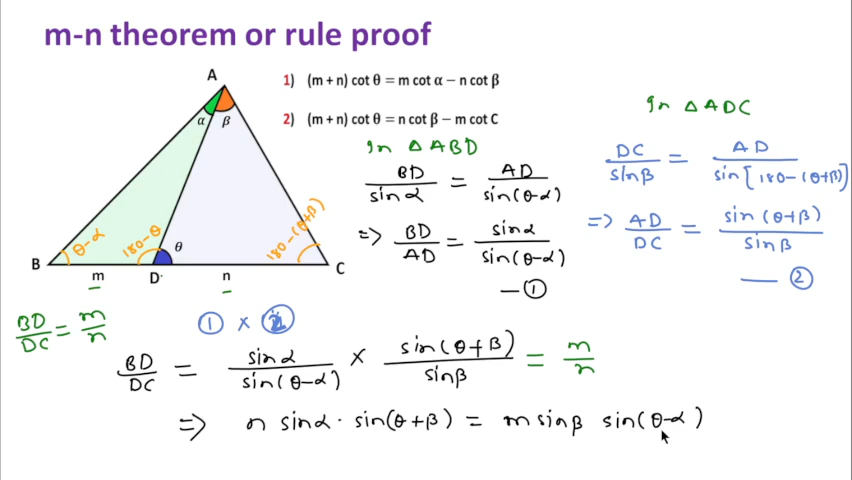 m-n theorem or rule proof
A
α β
θ-α
180-θ
θ
180-(θ+β)
B
D
C
m
n
1) (m + n) cot θ = m cot α – n cot β
2) (m + n) cot θ = n cot β – m cot C
In △ABD
BD/sinα = AD/sin(θ-α)
=> BD/AD = sinα/sin(θ-α)
—①
In △ADC
DC/sinβ = AD/sin[180-(θ+β)]
=> AD/DC = sin(θ+β)/sinβ
—②
BD/DC = m/n
① × ②
BD/DC = sinα/sin(θ-α) × sin(θ+β)/sinβ = m/n
=> n sinα · sin(θ+β) = m sinβ sin(θ-α)